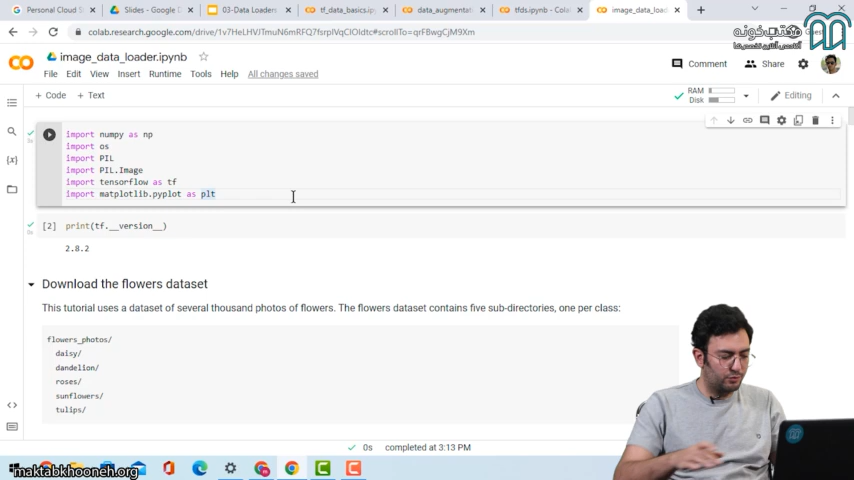 Personal Cloud S
Slides - Google D
03-Data Loaders
tf_data_basics.ip
data_augmentat
tfds.ipynb - Cola
image_data_load
colab.research.google.com/drive/1v7HeLHVJTmuN6mRFQ7fsrpIVqCIOldtc#scrollTo=qrFBwgCjM9Xm
مکتب‌خونه
image_data_loader.ipynb
File Edit View Insert Runtime Tools Help All changes saved
Comment Share
+ Code + Text
RAM
Disk
Editing
import numpy as np
import os
import PIL
import PIL.Image
import tensorflow as tf
import matplotlib.pyplot as plt
[2] print(tf.__version__)
2.8.2
Download the flowers dataset
This tutorial uses a dataset of several thousand photos of flowers. The flowers dataset contains five sub-directories, one per class:
flowers_photos/
daisy/
dandelion/
roses/
sunflowers/
tulips/
0s completed at 3:13 PM
maktabkhooneh.org